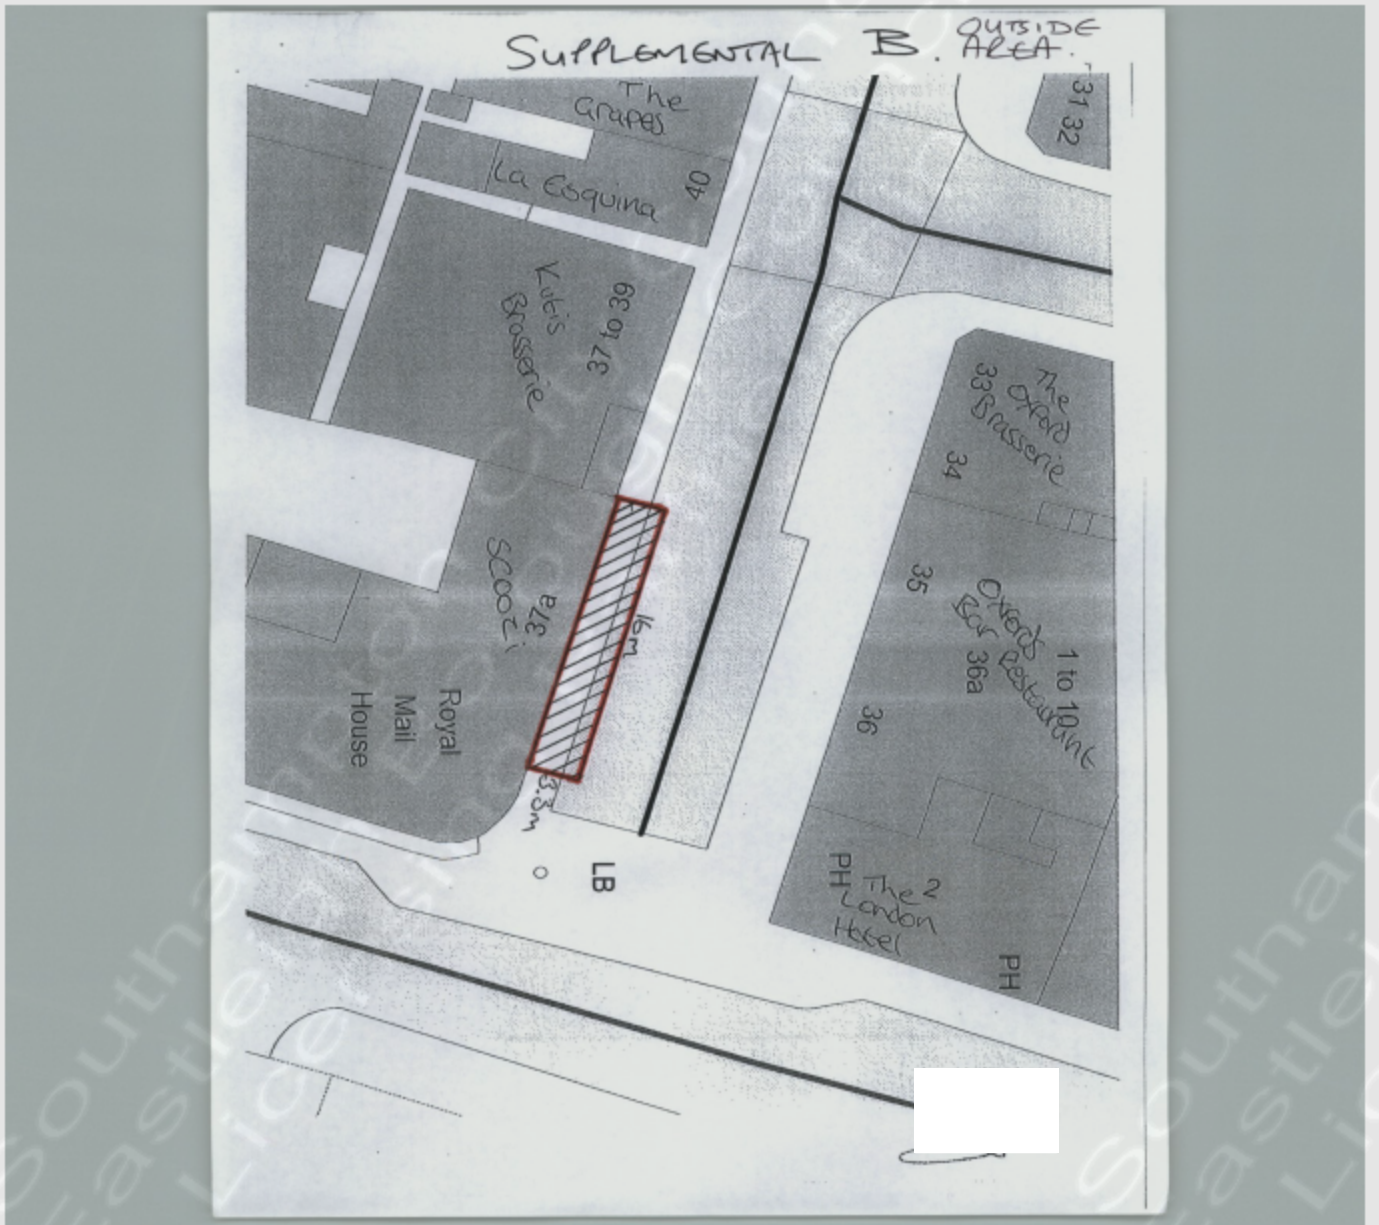 SUPPLEMENTAL B. OUTSIDE
AREA.
The
Grapes
La Esquina
40
31 32
Kutis
Brasserie
37 to 39
The
Oxford
Brasserie
33
34
35
Oxfords
Bar Restaurant
36a
1 to 10
36
SCOOZi
37a
16m
3.3m
Royal
Mail
House
LB
PH
The 2
London
Hotel
PH